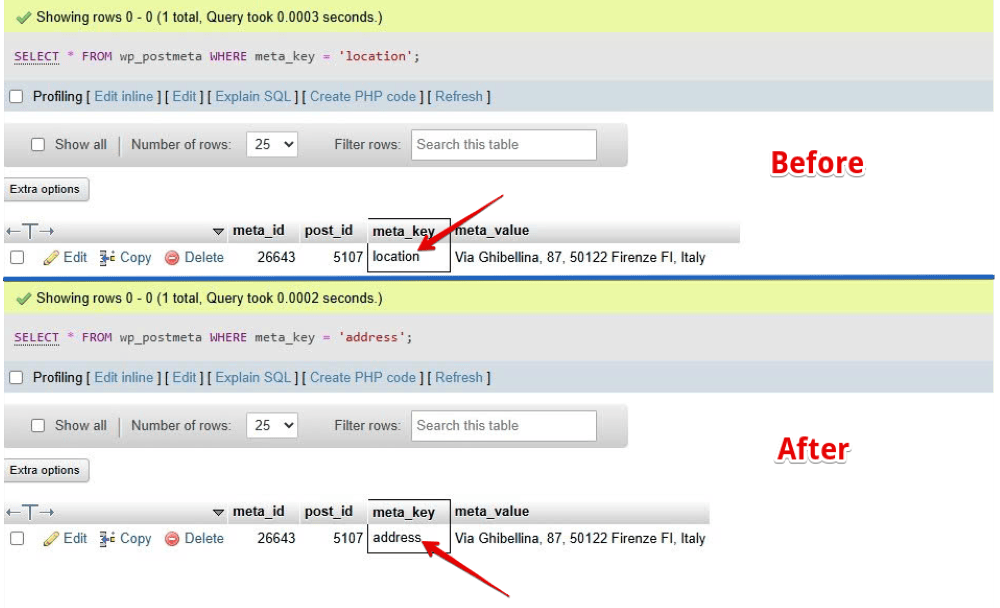 Showing rows 0 - 0 (1 total, Query took 0.0003 seconds.)
SELECT * FROM wp_postmeta WHERE meta_key = 'location';
Profiling [ Edit inline ] [ Edit ] [ Explain SQL ] [ Create PHP code ] [ Refresh ]
Show all Number of rows: 25 Filter rows: Search this table
Before
Extra options
meta_id post_id meta_key meta_value
Edit Copy Delete 26643 5107 location Via Ghibellina, 87, 50122 Firenze FI, Italy
Showing rows 0 - 0 (1 total, Query took 0.0002 seconds.)
SELECT * FROM wp_postmeta WHERE meta_key = 'address';
Profiling [ Edit inline ] [ Edit ] [ Explain SQL ] [ Create PHP code ] [ Refresh ]
Show all Number of rows: 25 Filter rows: Search this table
After
Extra options
meta_id post_id meta_key meta_value
Edit Copy Delete 26643 5107 address Via Ghibellina, 87, 50122 Firenze FI, Italy